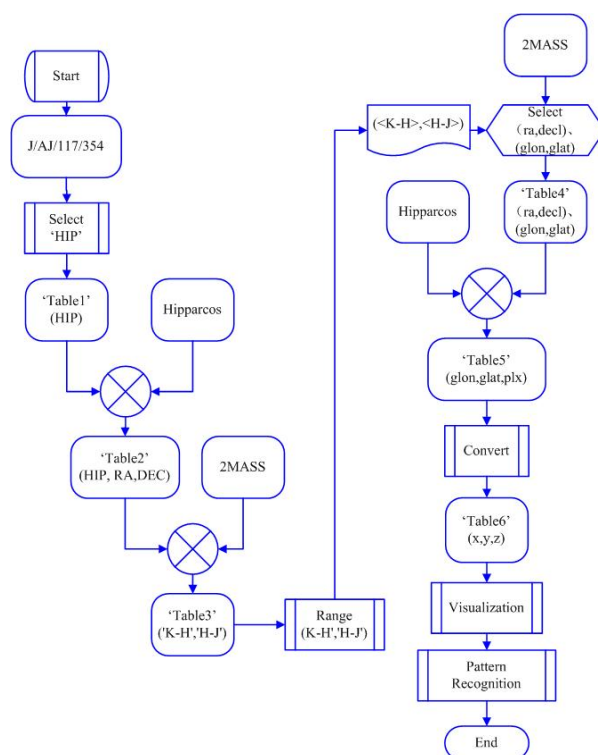 Start
J/AJ/117/354
Select
‘HIP’
‘Table1’
(HIP)
Hipparcos
‘Table2’
(HIP, RA,DEC)
2MASS
‘Table3’
('K-H','H-J')
Range
(K-H','H-J')
(<K-H>,<H-J>)
2MASS
Select
（ra,decl)、
(glon,glat)
‘Table4’
（ra,decl)、
(glon,glat)
Hipparcos
‘Table5’
(glon,glat,plx)
Convert
‘Table6’
(x,y,z)
Visualization
Pattern
Recognition
End